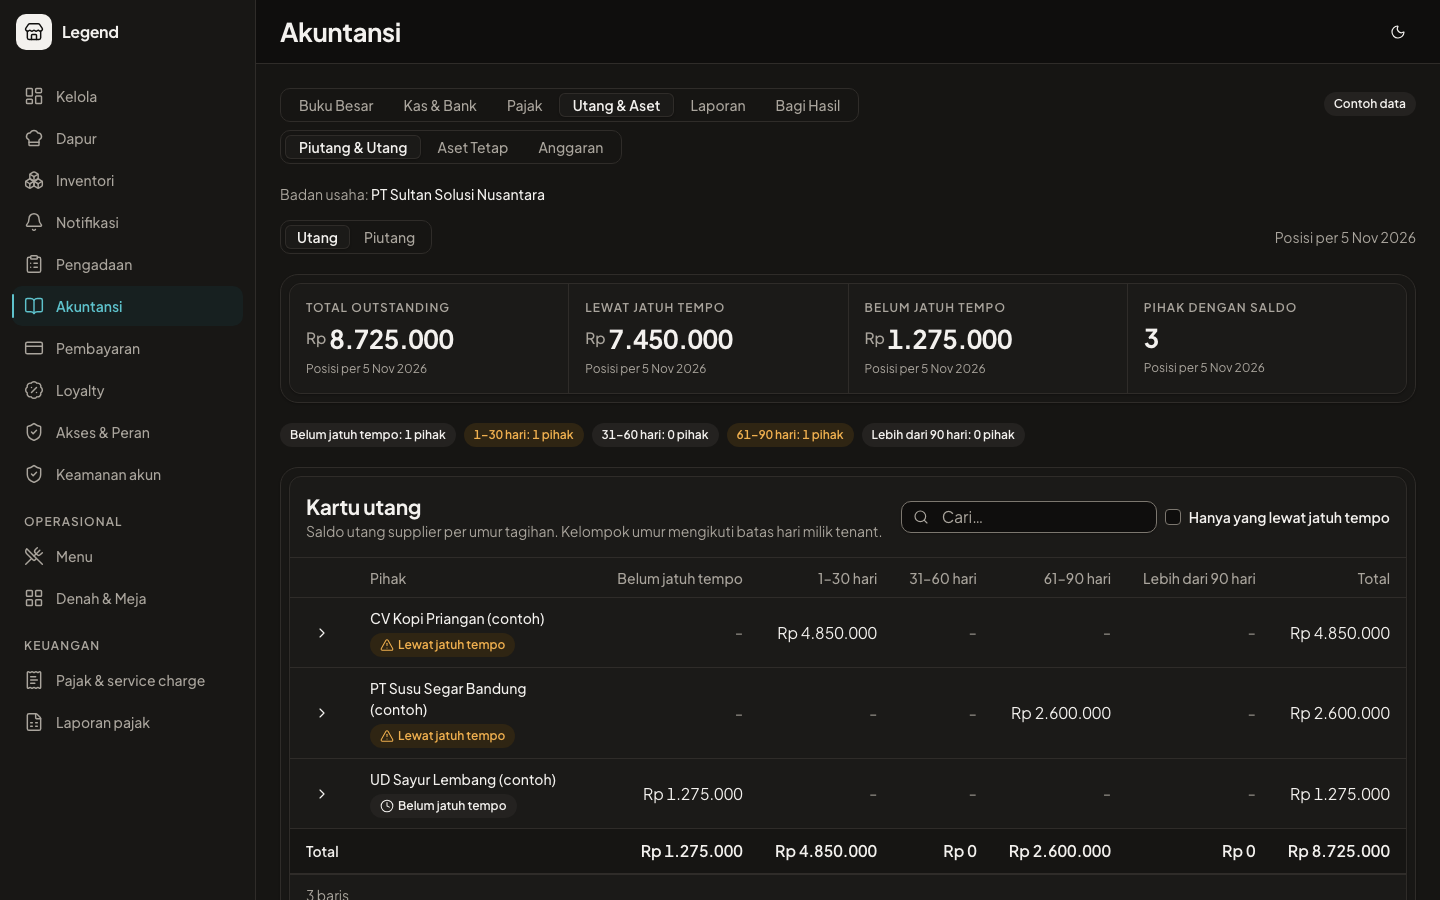 Legend
Akuntansi
Kelola
Dapur
Inventori
Notifikasi
Pengadaan
Akuntansi
Pembayaran
Loyalty
Akses & Peran
Keamanan akun
OPERASIONAL
Menu
Denah & Meja
KEUANGAN
Pajak & service charge
Laporan pajak
Buku Besar Kas & Bank Pajak Utang & Aset Laporan Bagi Hasil
Contoh data
Piutang & Utang Aset Tetap Anggaran
Badan usaha: PT Sultan Solusi Nusantara
Utang Piutang
Posisi per 5 Nov 2026
TOTAL OUTSTANDING
Rp 8.725.000
Posisi per 5 Nov 2026
LEWAT JATUH TEMPO
Rp 7.450.000
Posisi per 5 Nov 2026
BELUM JATUH TEMPO
Rp 1.275.000
Posisi per 5 Nov 2026
PIHAK DENGAN SALDO
3
Posisi per 5 Nov 2026
Belum jatuh tempo: 1 pihak 1–30 hari: 1 pihak 31–60 hari: 0 pihak 61–90 hari: 1 pihak Lebih dari 90 hari: 0 pihak
Kartu utang
Saldo utang supplier per umur tagihan. Kelompok umur mengikuti batas hari milik tenant.
Cari…
Hanya yang lewat jatuh tempo
Pihak Belum jatuh tempo 1–30 hari 31–60 hari 61–90 hari Lebih dari 90 hari Total
CV Kopi Priangan (contoh)
Lewat jatuh tempo
– Rp 4.850.000 – – – Rp 4.850.000
PT Susu Segar Bandung
(contoh)
Lewat jatuh tempo
– – – Rp 2.600.000 – Rp 2.600.000
UD Sayur Lembang (contoh)
Belum jatuh tempo
Rp 1.275.000 – – – – Rp 1.275.000
Total Rp 1.275.000 Rp 4.850.000 Rp 0 Rp 2.600.000 Rp 0 Rp 8.725.000
3 baris